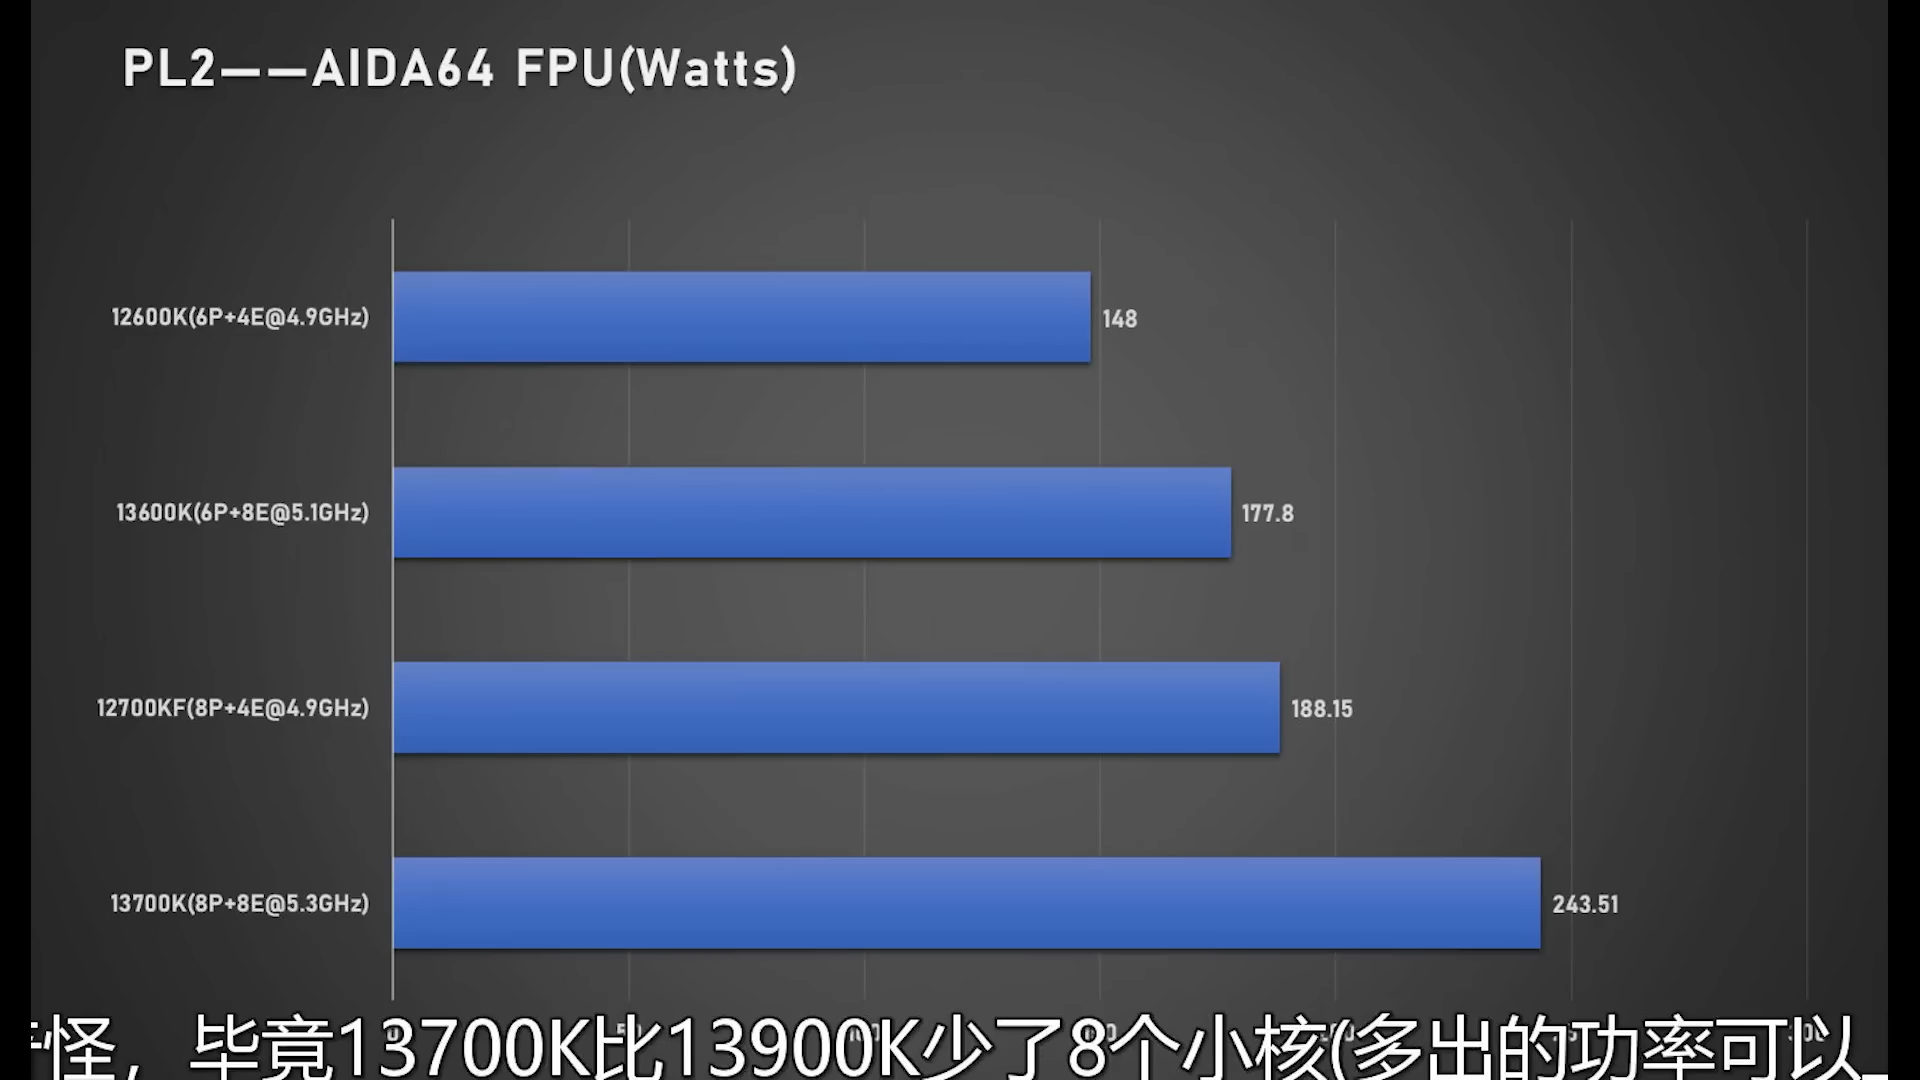 PL2——AIDA64 FPU(Watts)
12600K(6P+4E@4.9GHz)
148
13600K(6P+8E@5.1GHz)
177.8
12700KF(8P+4E@4.9GHz)
188.15
13700K(8P+8E@5.3GHz)
243.51
怪，毕竟13700K比13900K少了8个小核(多出的功率可以